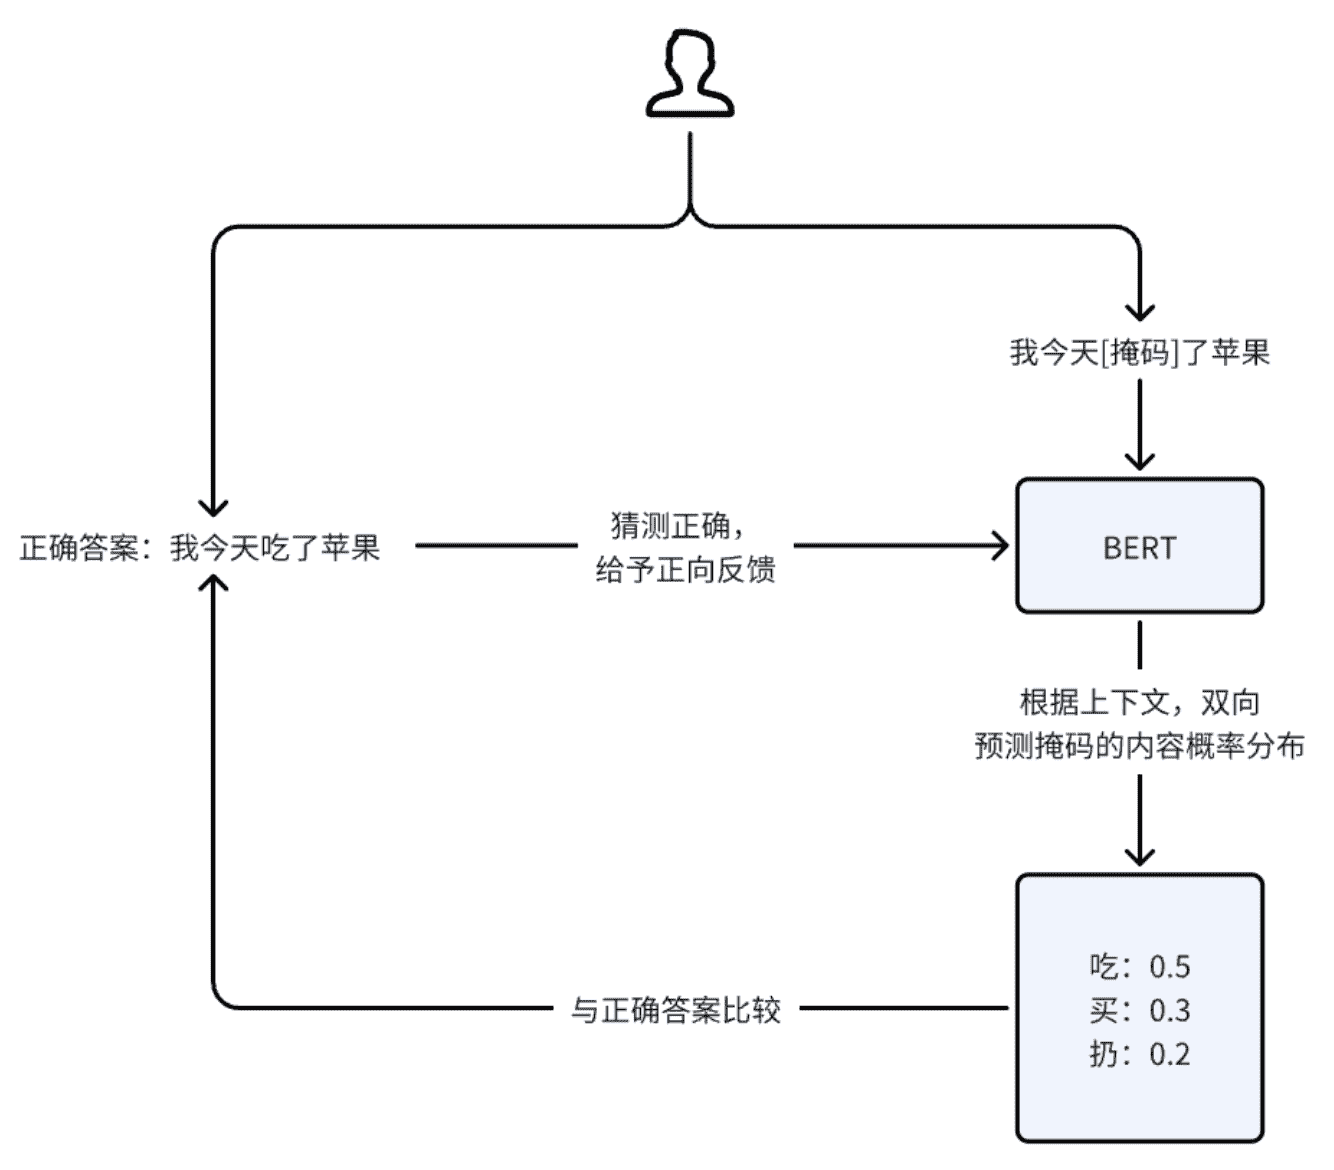 我今天[掩码]了苹果
正确答案：我今天吃了苹果
猜测正确，
给予正向反馈
BERT
根据上下文，双向
预测掩码的内容概率分布
吃：0.5
买：0.3
扔：0.2
与正确答案比较